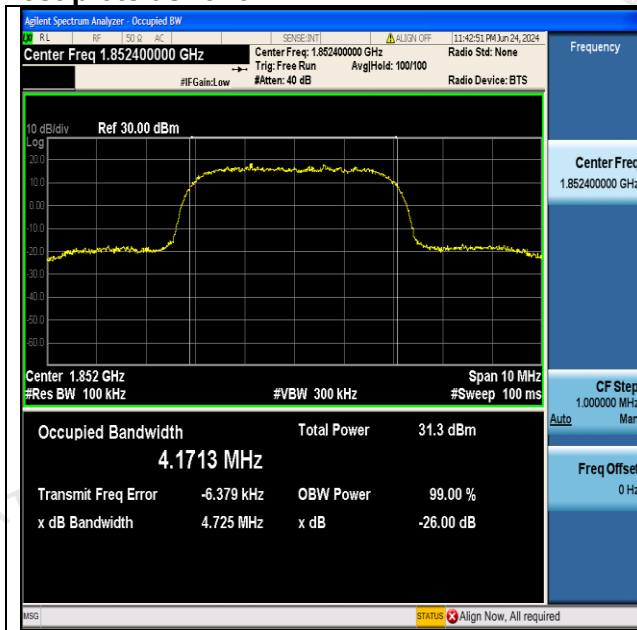 Agilent Spectrum Analyzer - Occupied BW
RL RF 50 Ω AC SENSE:INT ALIGN OFF 11:42:51 PM Jun 24, 2024
Center Freq 1.852400000 GHz
Center Freq: 1.852400000 GHz
Radio Std: None
Trig: Free Run Avg|Hold: 100/100
#IFGain:Low
#Atten: 40 dB
Radio Device: BTS
10 dB/div Ref 30.00 dBm
Log
20.0
10.0
0.00
-10.0
-20.0
-30.0
-40.0
-50.0
-60.0
Center 1.852 GHz Span 10 MHz
#Res BW 100 kHz #VBW 300 kHz #Sweep 100 ms
Occupied Bandwidth Total Power 31.3 dBm
4.1713 MHz
Transmit Freq Error -6.379 kHz OBW Power 99.00 %
x dB Bandwidth 4.725 MHz x dB -26.00 dB
Frequency
Center Freq
1.852400000 GHz
CF Step
1.000000 MHz
Auto Man
Freq Offset
0 Hz
MSG STATUS Align Now, All required